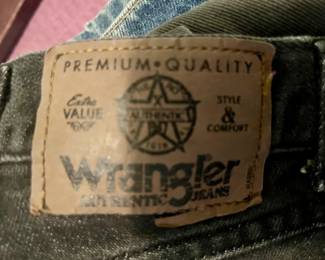 PREMIUM • QUALITY
Extra
VALUE
AUTHENTIC
STYLE
&
COMFORT
Wrangler
AUTHENTIC JEANS